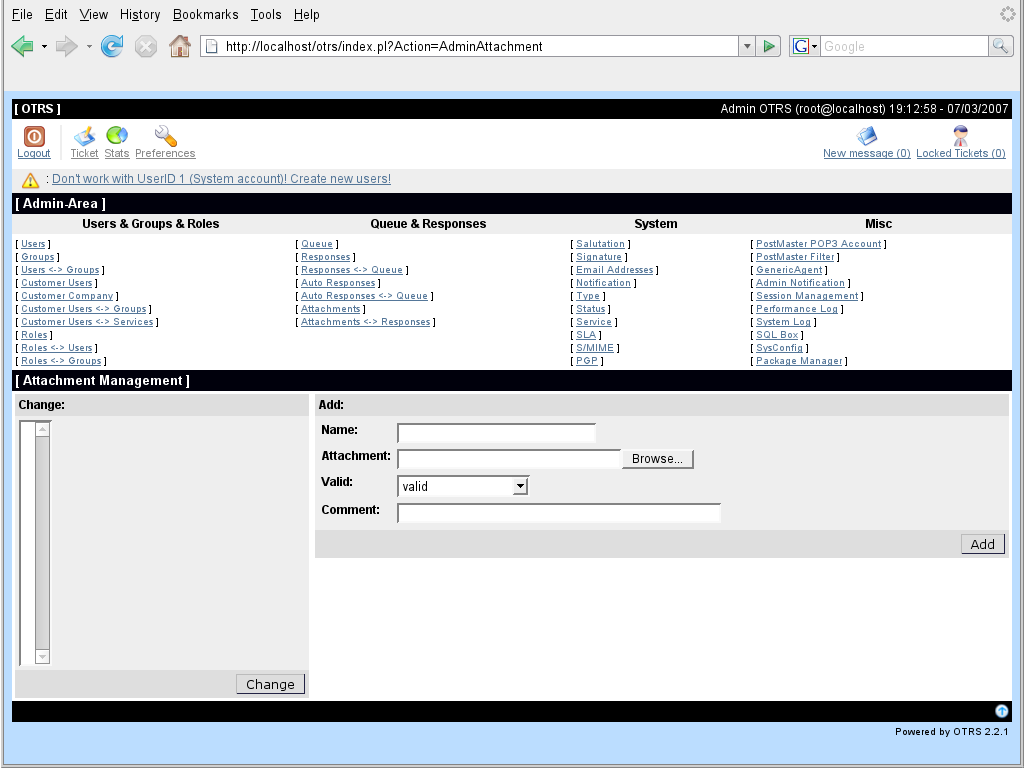 File Edit View History Bookmarks Tools Help
http://localhost/otrs/index.pl?Action=AdminAttachment
G Google
[ OTRS ] Admin OTRS (root@localhost) 19:12:58 - 07/03/2007
Logout Ticket Stats Preferences New message (0) Locked Tickets (0)
: Don't work with UserID 1 (System account)! Create new users!
[ Admin-Area ]
Users & Groups & Roles Queue & Responses System Misc
[ Users ] [ Queue ] [ Salutation ] [ PostMaster POP3 Account ]
[ Groups ] [ Responses ] [ Signature ] [ PostMaster Filter ]
[ Users <-> Groups ] [ Responses <-> Queue ] [ Email Addresses ] [ GenericAgent ]
[ Customer Users ] [ Auto Responses ] [ Notification ] [ Admin Notification ]
[ Customer Company ] [ Auto Responses <-> Queue ] [ Type ] [ Session Management ]
[ Customer Users <-> Groups ] [ Attachments ] [ Status ] [ Performance Log ]
[ Customer Users <-> Services ] [ Attachments <-> Responses ] [ Service ] [ System Log ]
[ Roles ] [ SLA ] [ SQL Box ]
[ Roles <-> Users ] [ S/MIME ] [ SysConfig ]
[ Roles <-> Groups ] [ PGP ] [ Package Manager ]
[ Attachment Management ]
Change: Add:
Name:
Attachment: Browse...
Valid: valid
Comment:
Add
Change
Powered by OTRS 2.2.1